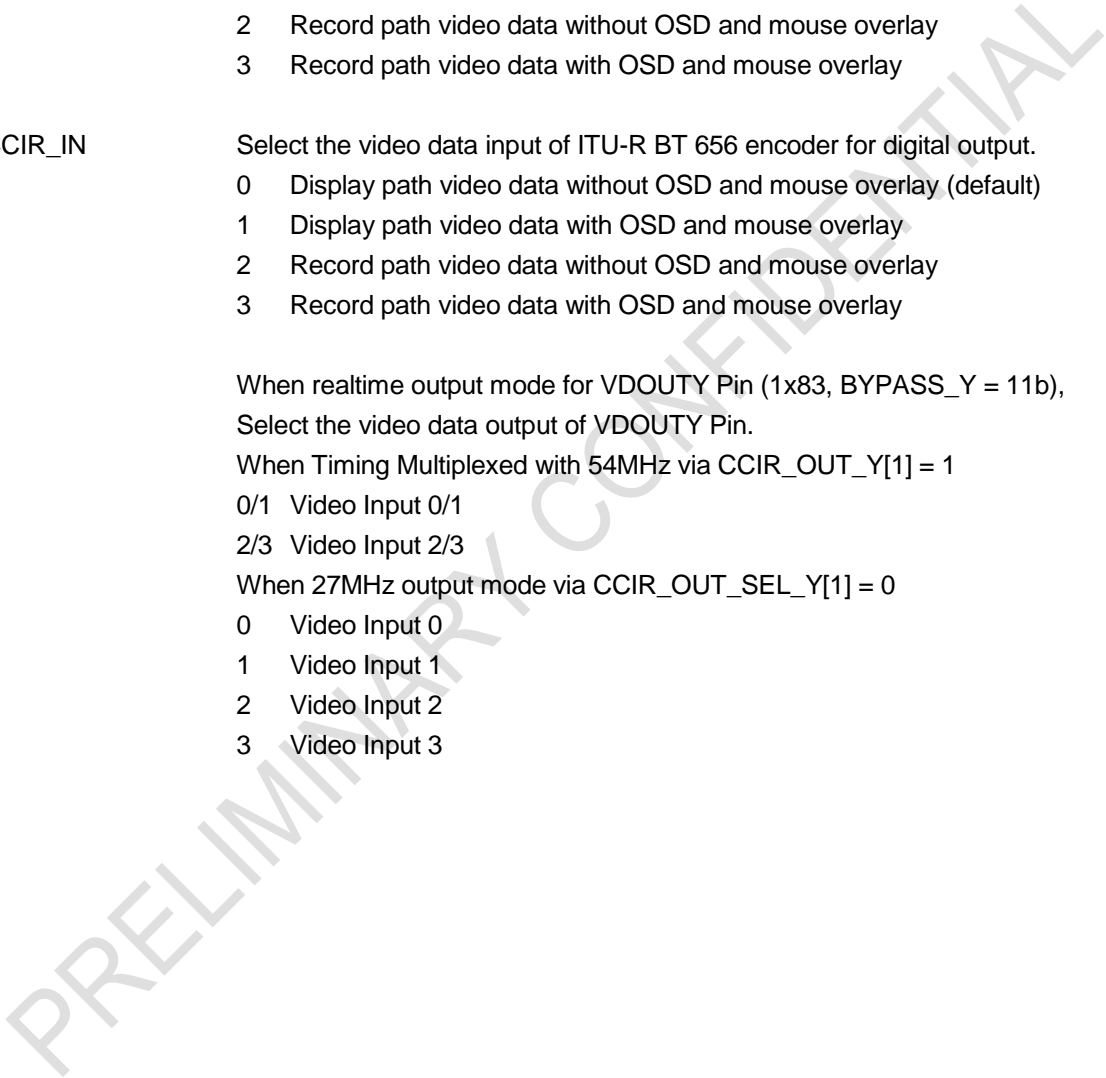 2 Record path video data without OSD and mouse overlay
3 Record path video data with OSD and mouse overlay
CIR_IN Select the video data input of ITU-R BT 656 encoder for digital output.
0 Display path video data without OSD and mouse overlay (default)
1 Display path video data with OSD and mouse overlay
2 Record path video data without OSD and mouse overlay
3 Record path video data with OSD and mouse overlay
When realtime output mode for VDOUTY Pin (1x83, BYPASS_Y = 11b),
Select the video data output of VDOUTY Pin.
When Timing Multiplexed with 54MHz via CCIR_OUT_Y[1] = 1
0/1 Video Input 0/1
2/3 Video Input 2/3
When 27MHz output mode via CCIR_OUT_SEL_Y[1] = 0
0 Video Input 0
1 Video Input 1
2 Video Input 2
3 Video Input 3
PRELIMINARY CONFIDENTIAL